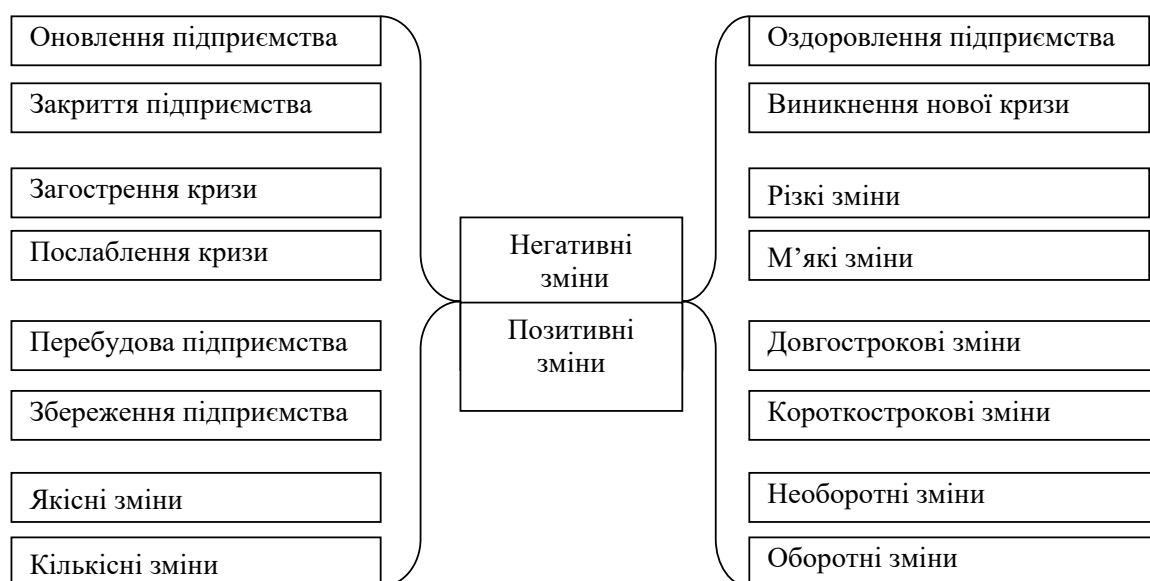 Оновлення підприємства
Закриття підприємства
Загострення кризи
Послаблення кризи
Перебудова підприємства
Збереження підприємства
Якісні зміни
Кількісні зміни
Негативні
зміни
Позитивні
зміни
Оздоровлення підприємства
Виникнення нової кризи
Різкі зміни
М’які зміни
Довгострокові зміни
Короткострокові зміни
Необоротні зміни
Оборотні зміни